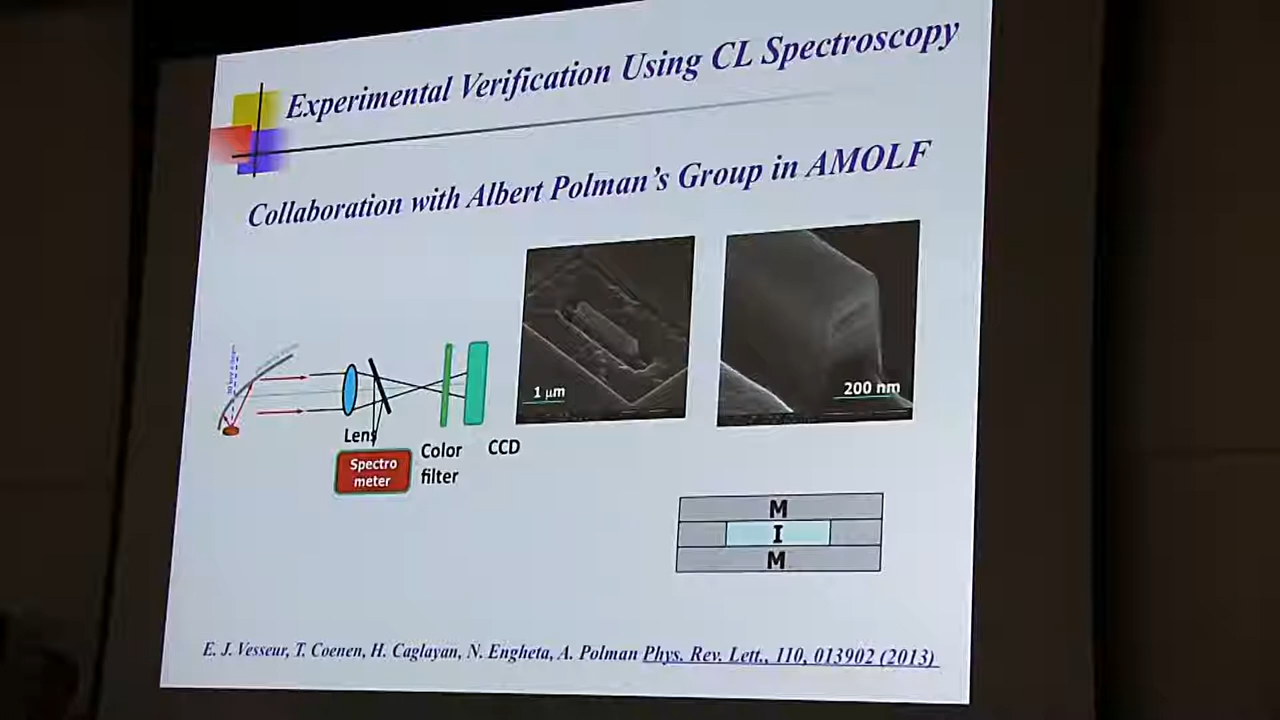 Experimental Verification Using CL Spectroscopy
Collaboration with Albert Polman's Group in AMOLF
1 μm
200 nm
Lens
Spectro
meter
Color
filter
CCD
M
I
M
E. J. Vesseur, T. Coenen, H. Caglayan, N. Engheta, A. Polman Phys. Rev. Lett., 110, 013902 (2013)